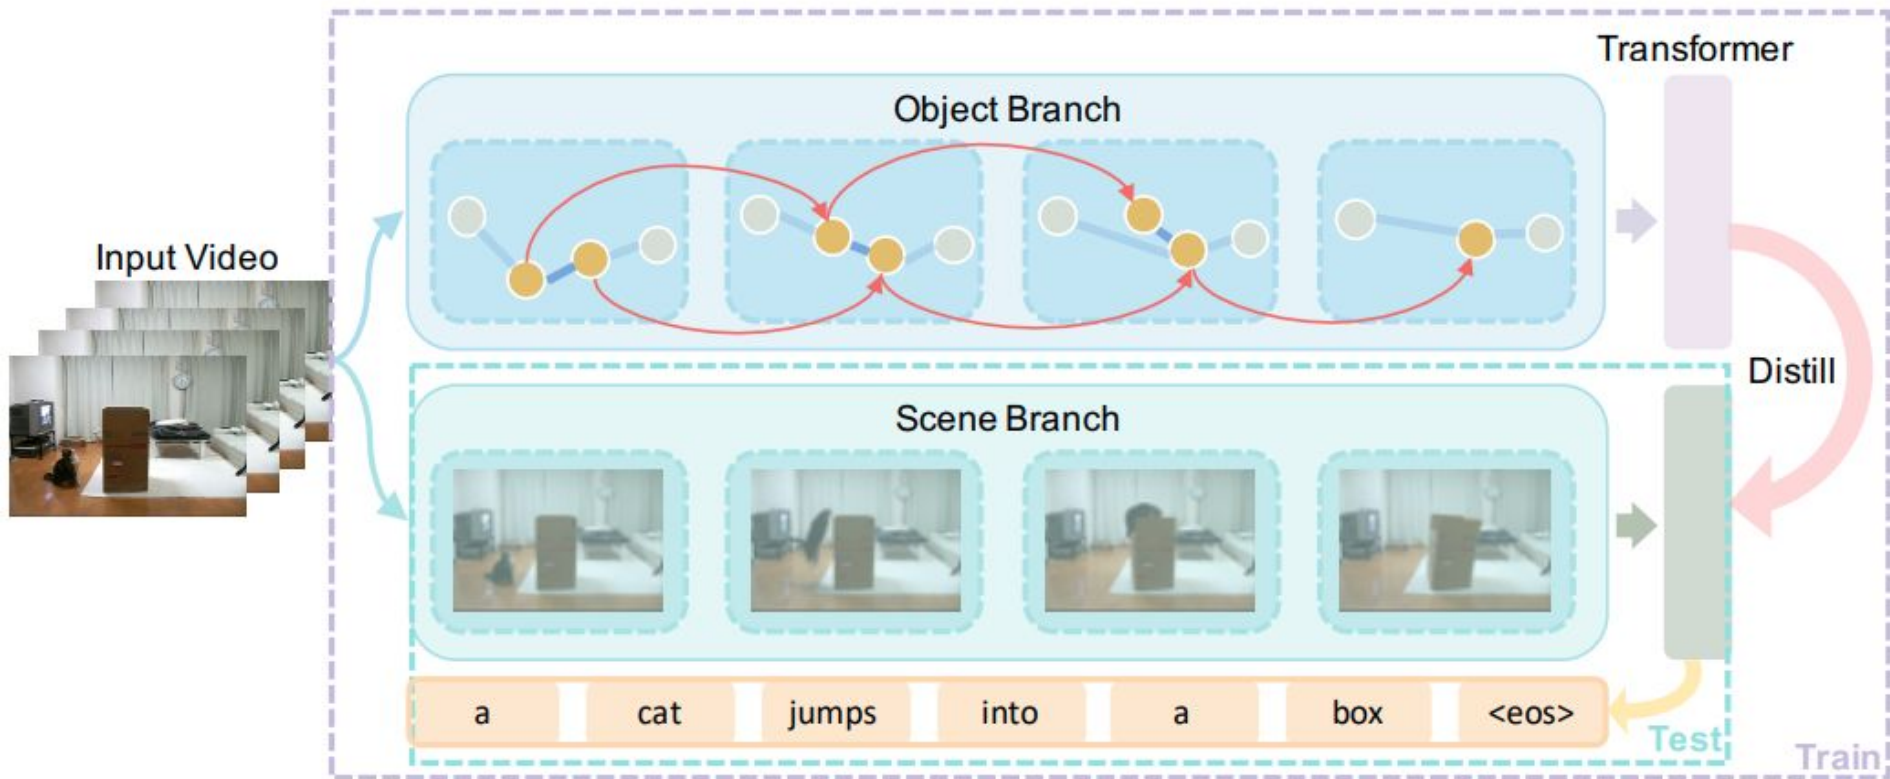 Transformer
Object Branch
Input Video
Distill
Scene Branch
a cat jumps into a box <eos>
Test
Train